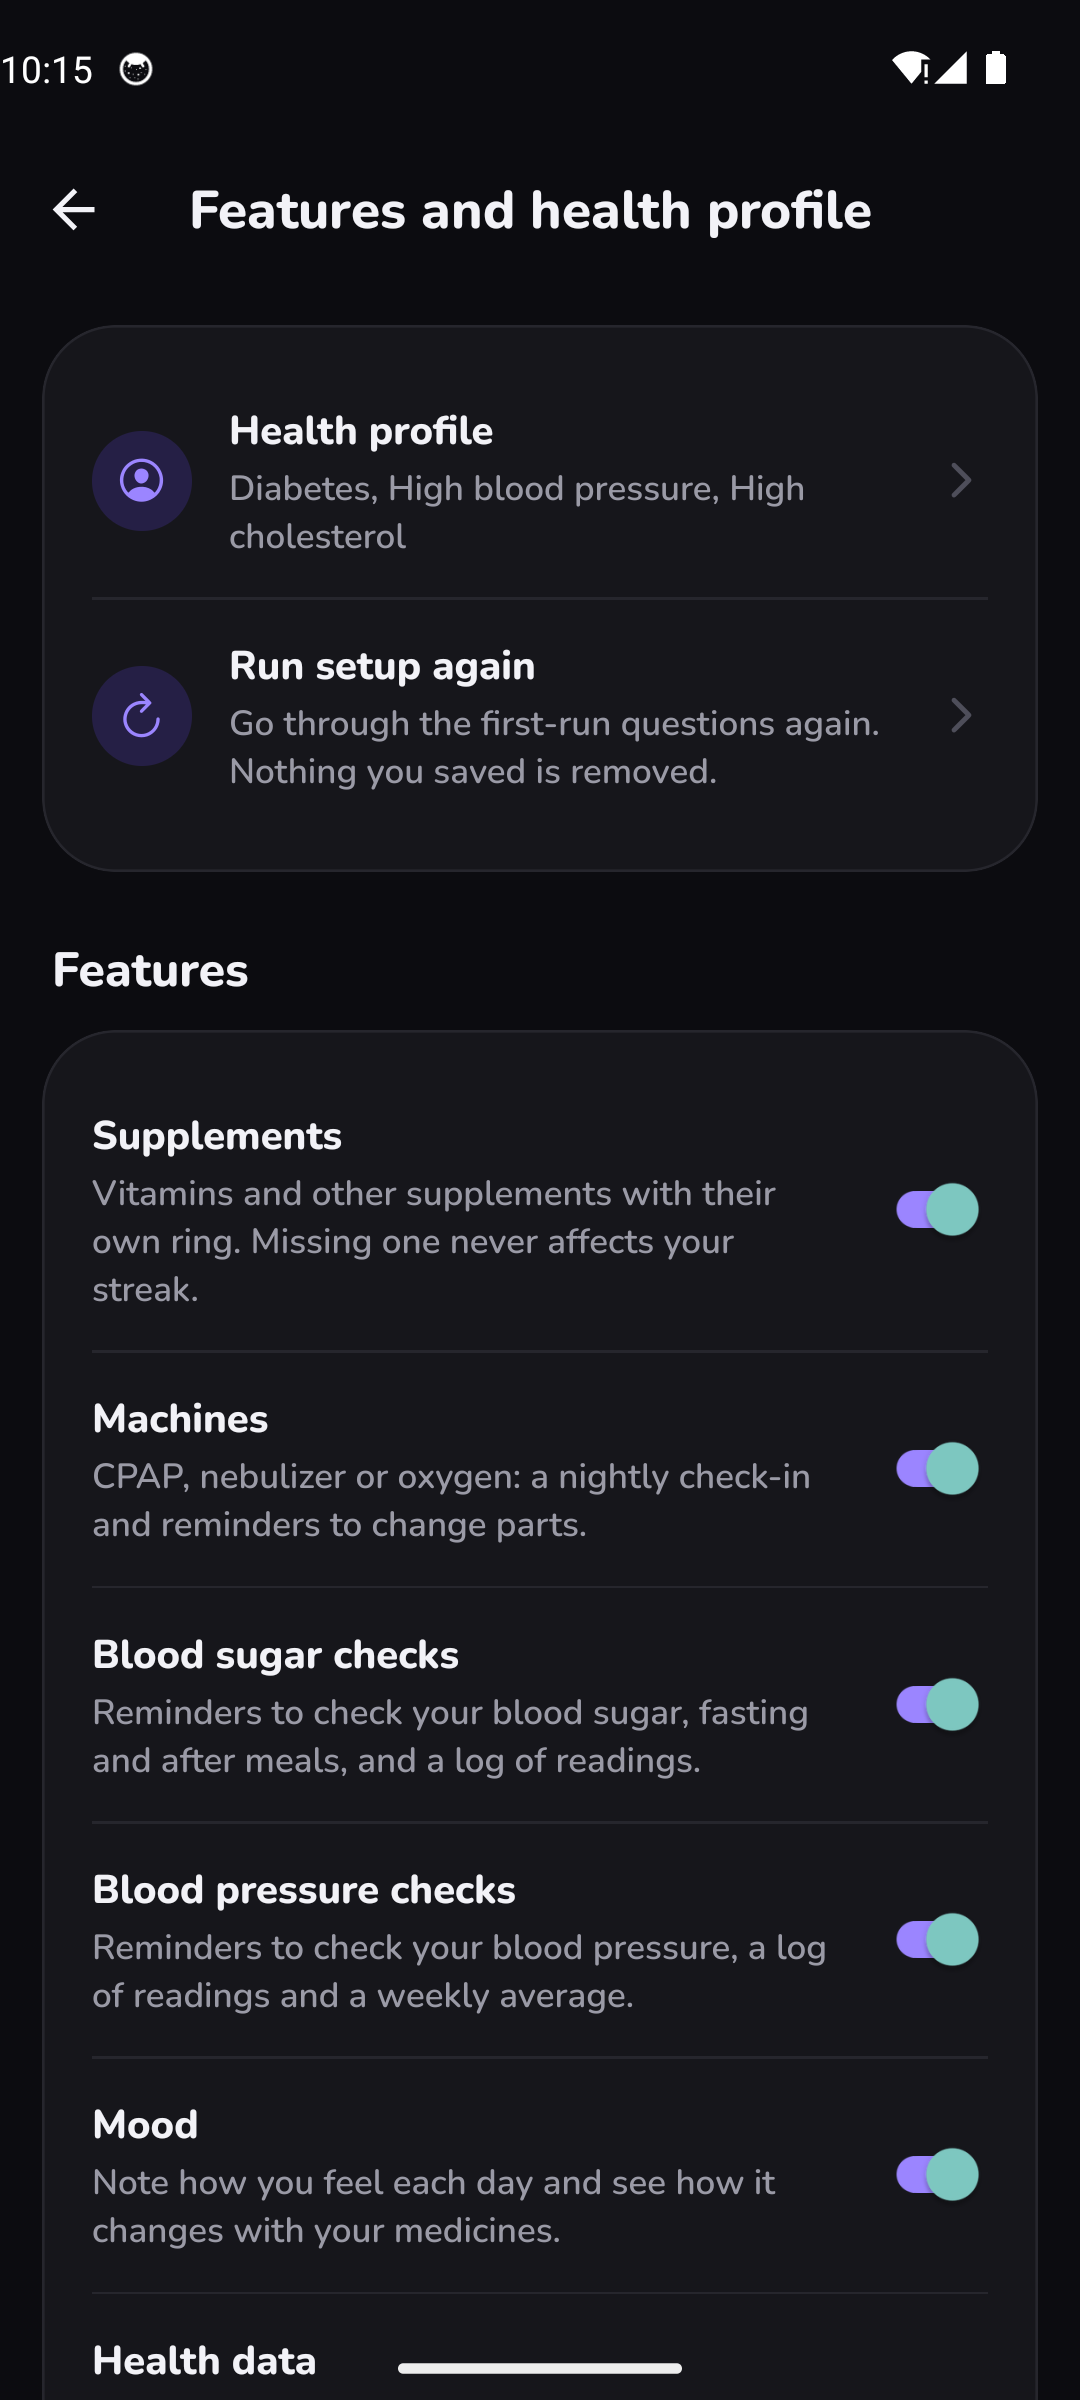 10:15
Features and health profile
Health profile
Diabetes, High blood pressure, High
cholesterol
Run setup again
Go through the first-run questions again.
Nothing you saved is removed.
Features
Supplements
Vitamins and other supplements with their
own ring. Missing one never affects your
streak.
Machines
CPAP, nebulizer or oxygen: a nightly check-in
and reminders to change parts.
Blood sugar checks
Reminders to check your blood sugar, fasting
and after meals, and a log of readings.
Blood pressure checks
Reminders to check your blood pressure, a log
of readings and a weekly average.
Mood
Note how you feel each day and see how it
changes with your medicines.
Health data